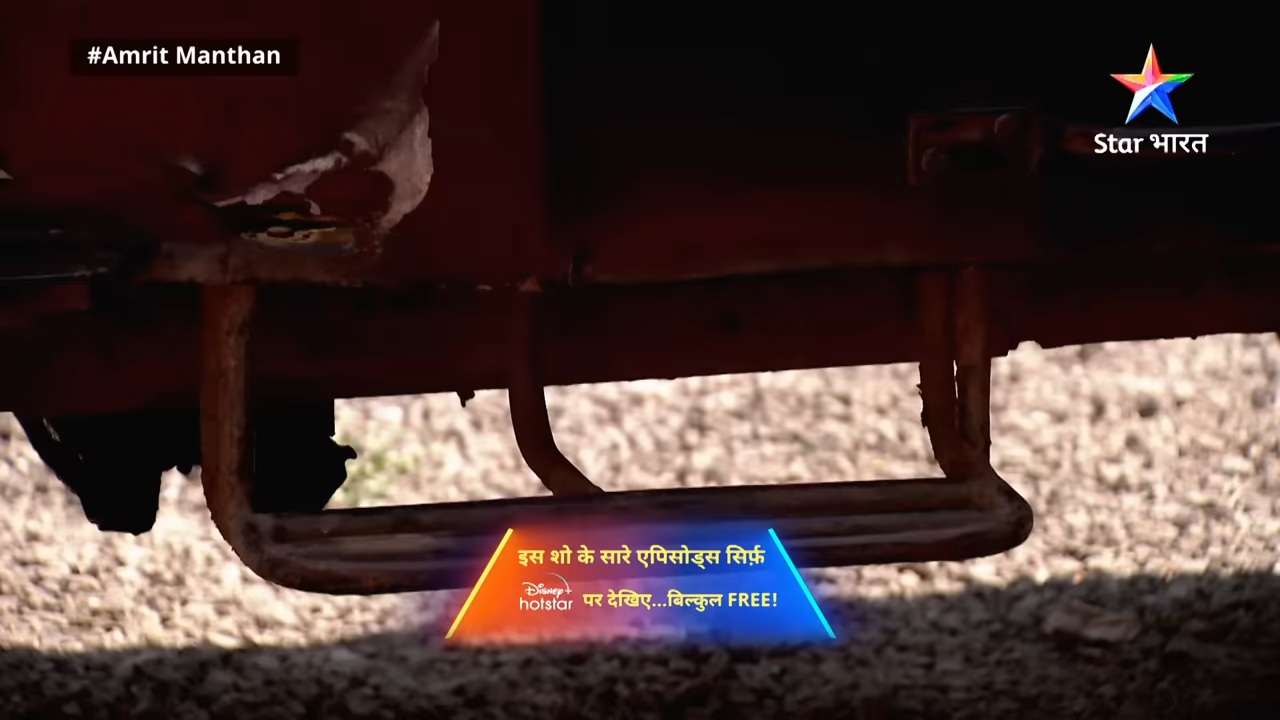 #Amrit Manthan
Star भारत
इस शो के सारे एपिसोड्स सिर्फ़
Disney+ hotstar पर देखिए...बिल्कुल FREE!